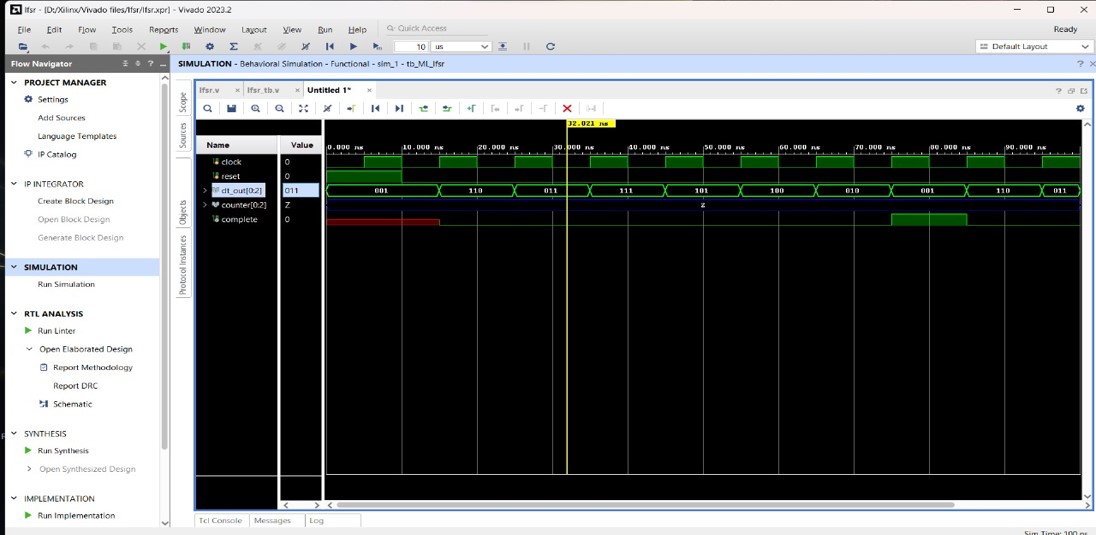 lfsr - [D:/Xilinx/Vivado files/lfsr/lfsr.xpr] - Vivado 2023.2
File Edit Flow Tools Reports Window Layout View Run Help Quick Access
Ready
10 us
Default Layout
Flow Navigator
SIMULATION - Behavioral Simulation - Functional - sim_1 - tb_ML_lfsr
PROJECT MANAGER
Settings
Add Sources
Language Templates
IP Catalog
IP INTEGRATOR
Create Block Design
Open Block Design
Generate Block Design
SIMULATION
Run Simulation
RTL ANALYSIS
Run Linter
Open Elaborated Design
Report Methodology
Report DRC
Schematic
SYNTHESIS
Run Synthesis
Open Synthesized Design
IMPLEMENTATION
Run Implementation
Scope
Sources
Objects
Protocol Instances
lfsr.v lfsr_tb.v Untitled 1*
32.021 ns
Name Value
0.000 ns 10.000 ns 20.000 ns 30.000 ns 40.000 ns 50.000 ns 60.000 ns 70.000 ns 80.000 ns 90.000 ns
clock 0
reset 0
dt_out[0:2] 011 001 110 011 111 101 100 010 001 110 011
counter[0:2] Z Z
complete 0
Tcl Console Messages Log
Sim Time: 100 ns